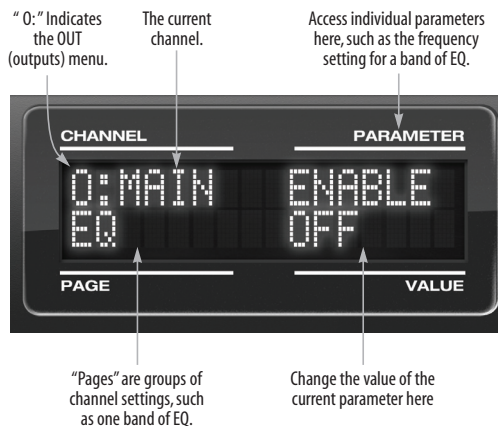 “ O:” Indicates
the OUT
(outputs) menu.
The current
channel.
Access individual parameters
here, such as the frequency
setting for a band of EQ.
CHANNEL
PARAMETER
O:MAIN
ENABLE
EQ
OFF
PAGE
VALUE
“Pages” are groups of
channel settings, such
as one band of EQ.
Change the value of the
current parameter here